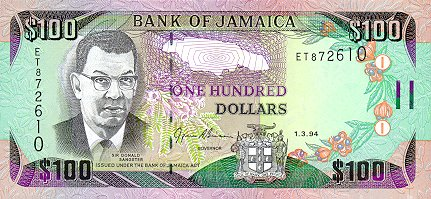 $100 BANK OF JAMAICA $100
ET872610
ET872610
ONE HUNDRED
DOLLARS
1.3.94
GOVERNOR
SIR DONALD
SANGSTER
ISSUED UNDER THE BANK OF JAMAICA ACT
$100 $100